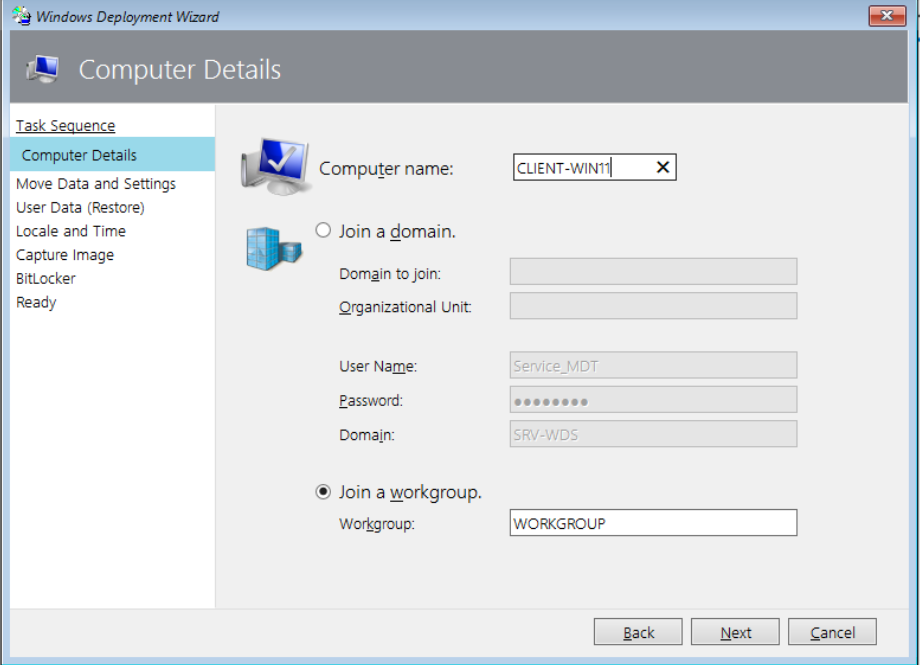 Windows Deployment Wizard
Computer Details
Task Sequence
Computer Details
Move Data and Settings
User Data (Restore)
Locale and Time
Capture Image
BitLocker
Ready
Computer name: CLIENT-WIN11
Join a domain.
Domain to join:
Organizational Unit:
User Name: Service_MDT
Password: ●●●●●●●●
Domain: SRV-WDS
Join a workgroup.
Workgroup: WORKGROUP
Back Next Cancel